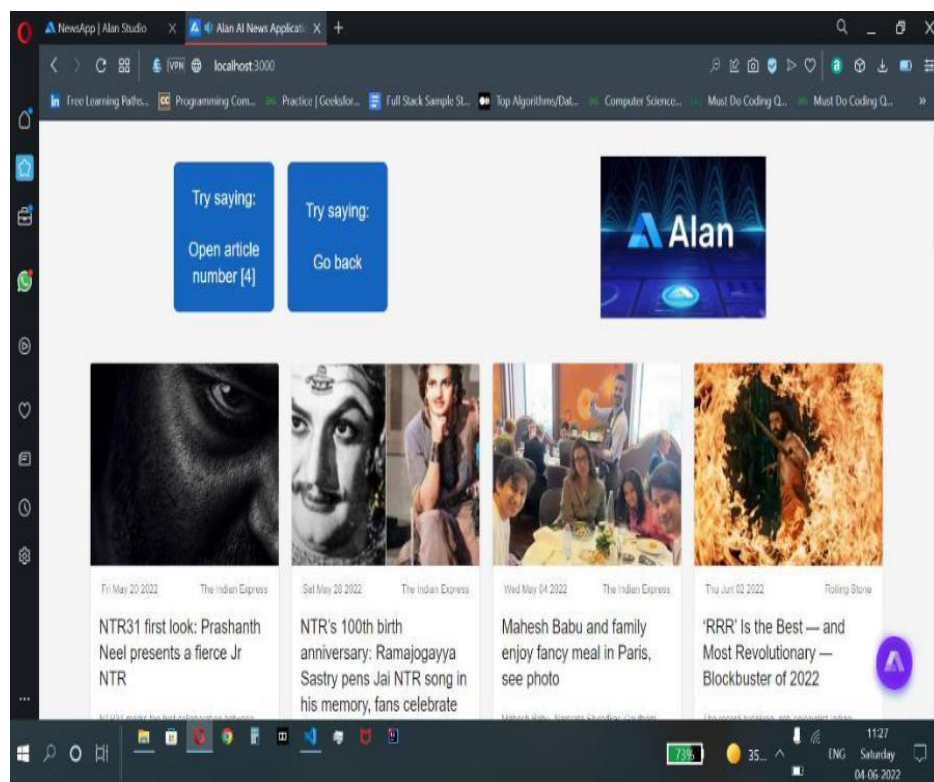 NewsApp | Alan Studio
Alan AI News Applicati
VPN
localhost:3000
Free Learning Paths...
Programming Com...
Practice | Geeksfor...
Full Stack Sample St...
Top Algorithms/Dat...
Computer Science...
Must Do Coding Q...
Must Do Coding Q...
Try saying:
Open article
number [4]
Try saying:
Go back
Alan
Fri May 20 2022
The Indian Express
NTR31 first look: Prashanth
Neel presents a fierce Jr
NTR
Sat May 28 2022
The Indian Express
NTR's 100th birth
anniversary: Ramajogayya
Sastry pens Jai NTR song in
his memory, fans celebrate
Wed May 04 2022
The Indian Express
Mahesh Babu and family
enjoy fancy meal in Paris,
see photo
Thu Jun 02 2022
Rolling Stone
'RRR' Is the Best — and
Most Revolutionary —
Blockbuster of 2022
73%
35...
ENG
11:27
Saturday
04-06-2022